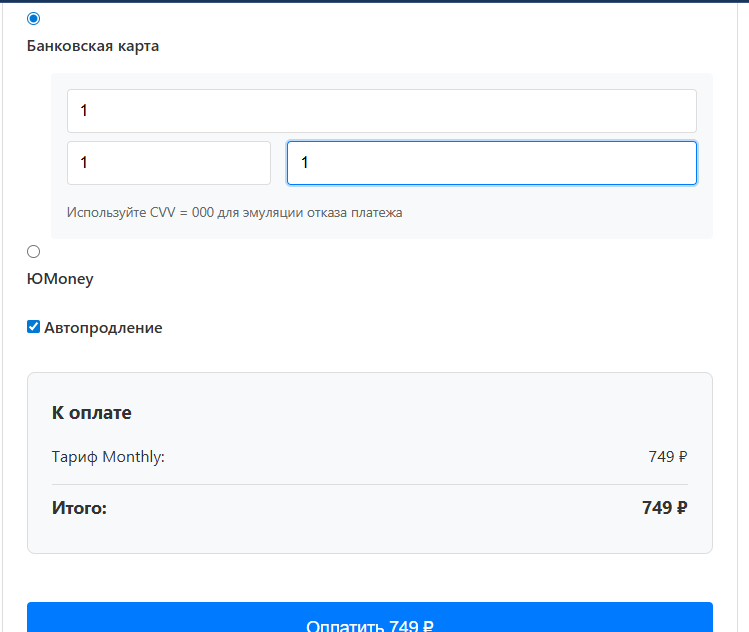 Банковская карта
1
1 1
Используйте CVV = 000 для эмуляции отказа платежа
ЮMoney
Автопродление
К оплате
Тариф Monthly: 749 ₽
Итого: 749 ₽
Оплатить 749 ₽